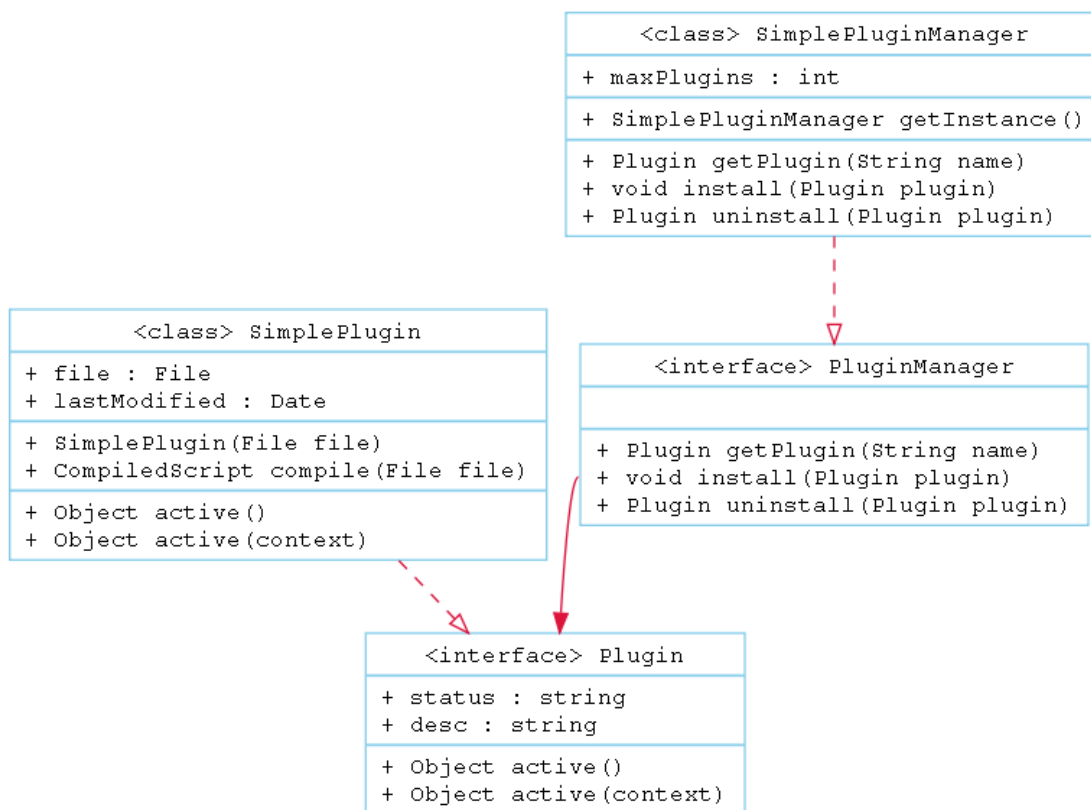 <class> SimplePluginManager
+ maxPlugins : int
+ SimplePluginManager getInstance()
+ Plugin getPlugin(String name)
+ void install(Plugin plugin)
+ Plugin uninstall(Plugin plugin)
<class> SimplePlugin
+ file : File
+ lastModified : Date
+ SimplePlugin(File file)
+ CompiledScript compile(File file)
+ Object active()
+ Object active(context)
<interface> PluginManager
+ Plugin getPlugin(String name)
+ void install(Plugin plugin)
+ Plugin uninstall(Plugin plugin)
<interface> Plugin
+ status : string
+ desc : string
+ Object active()
+ Object active(context)